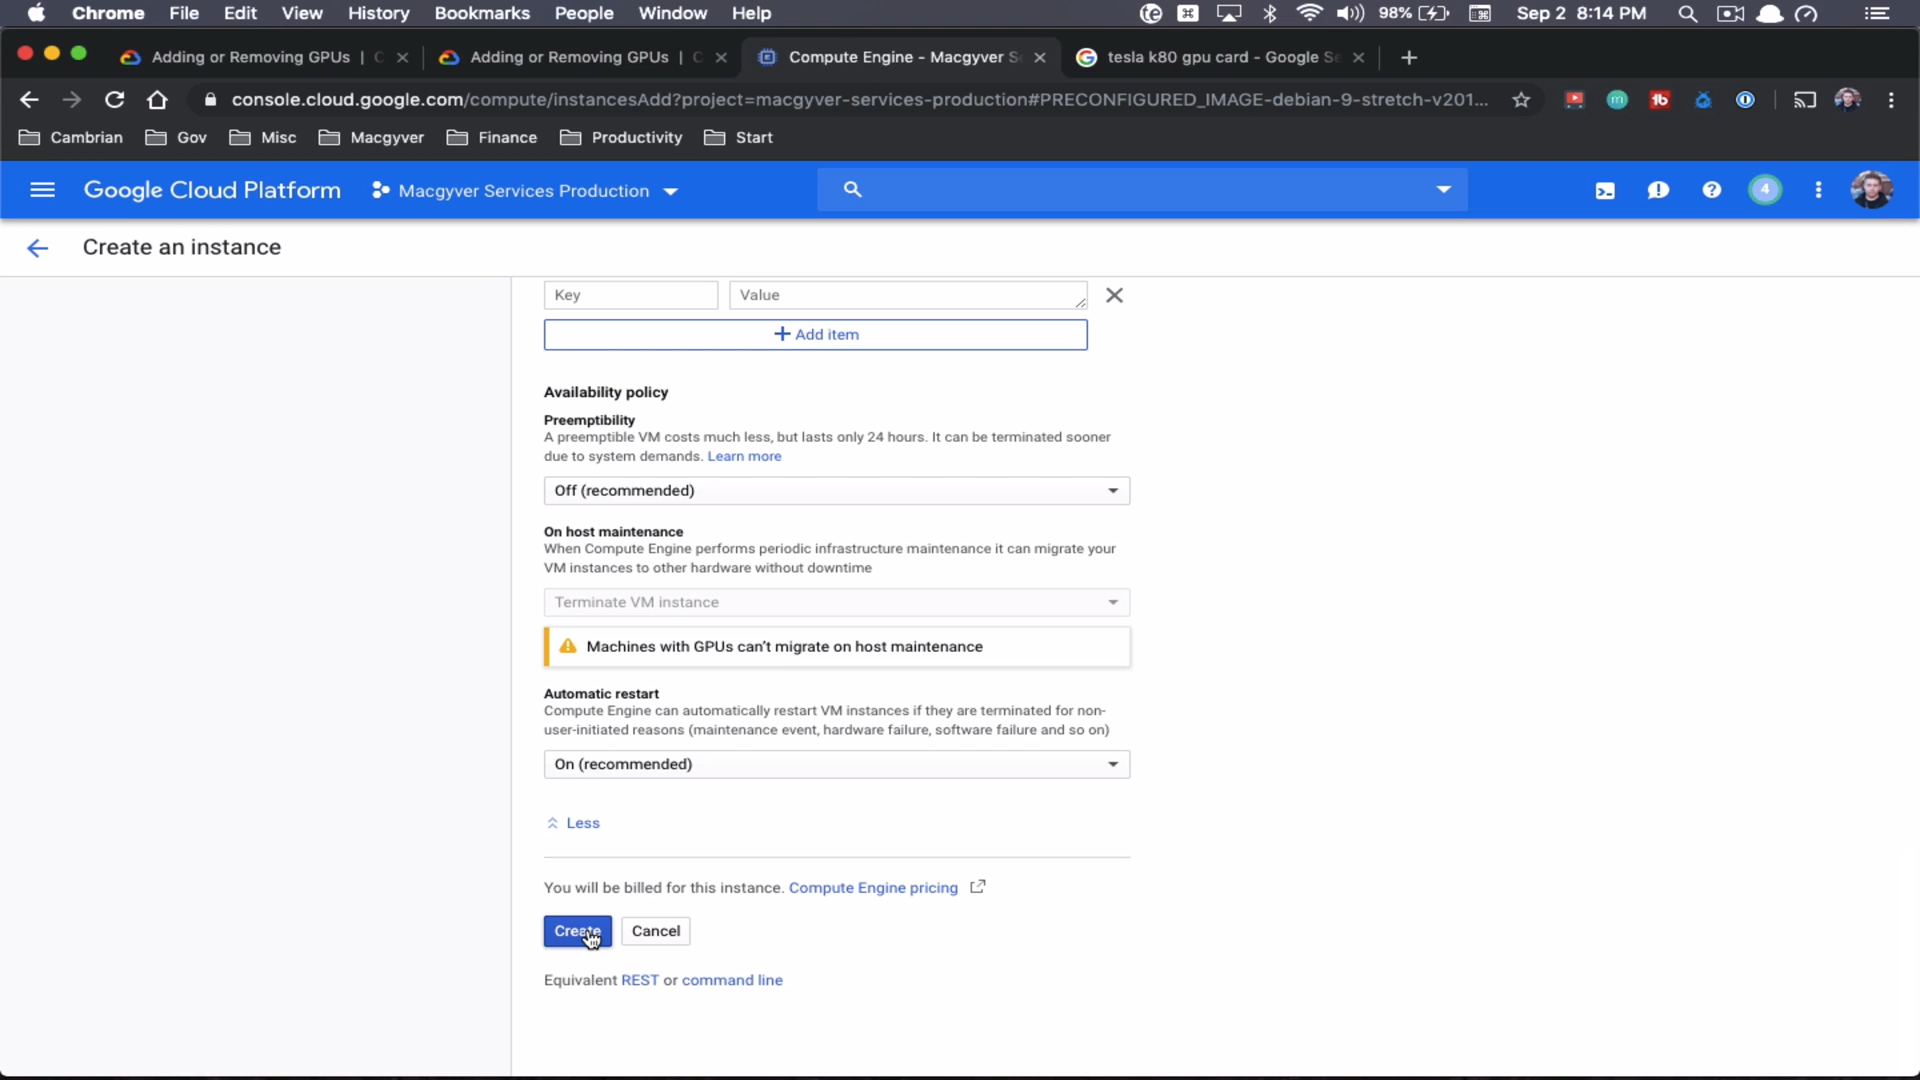 Chrome File Edit View History Bookmarks People Window Help 98% Sep 2 8:14 PM
Adding or Removing GPUs | C Adding or Removing GPUs | C Compute Engine - Macgyver S tesla k80 gpu card - Google Se
console.cloud.google.com/compute/instancesAdd?project=macgyver-services-production#PRECONFIGURED_IMAGE-debian-9-stretch-v201...
Cambrian Gov Misc Macgyver Finance Productivity Start
Google Cloud Platform Macgyver Services Production 4
Create an instance
Key Value
Add item
Availability policy
Preemptibility
A preemptible VM costs much less, but lasts only 24 hours. It can be terminated sooner
due to system demands. Learn more
Off (recommended)
On host maintenance
When Compute Engine performs periodic infrastructure maintenance it can migrate your
VM instances to other hardware without downtime
Terminate VM instance
Machines with GPUs can't migrate on host maintenance
Automatic restart
Compute Engine can automatically restart VM instances if they are terminated for non-
user-initiated reasons (maintenance event, hardware failure, software failure and so on)
On (recommended)
Less
You will be billed for this instance. Compute Engine pricing
Create Cancel
Equivalent REST or command line